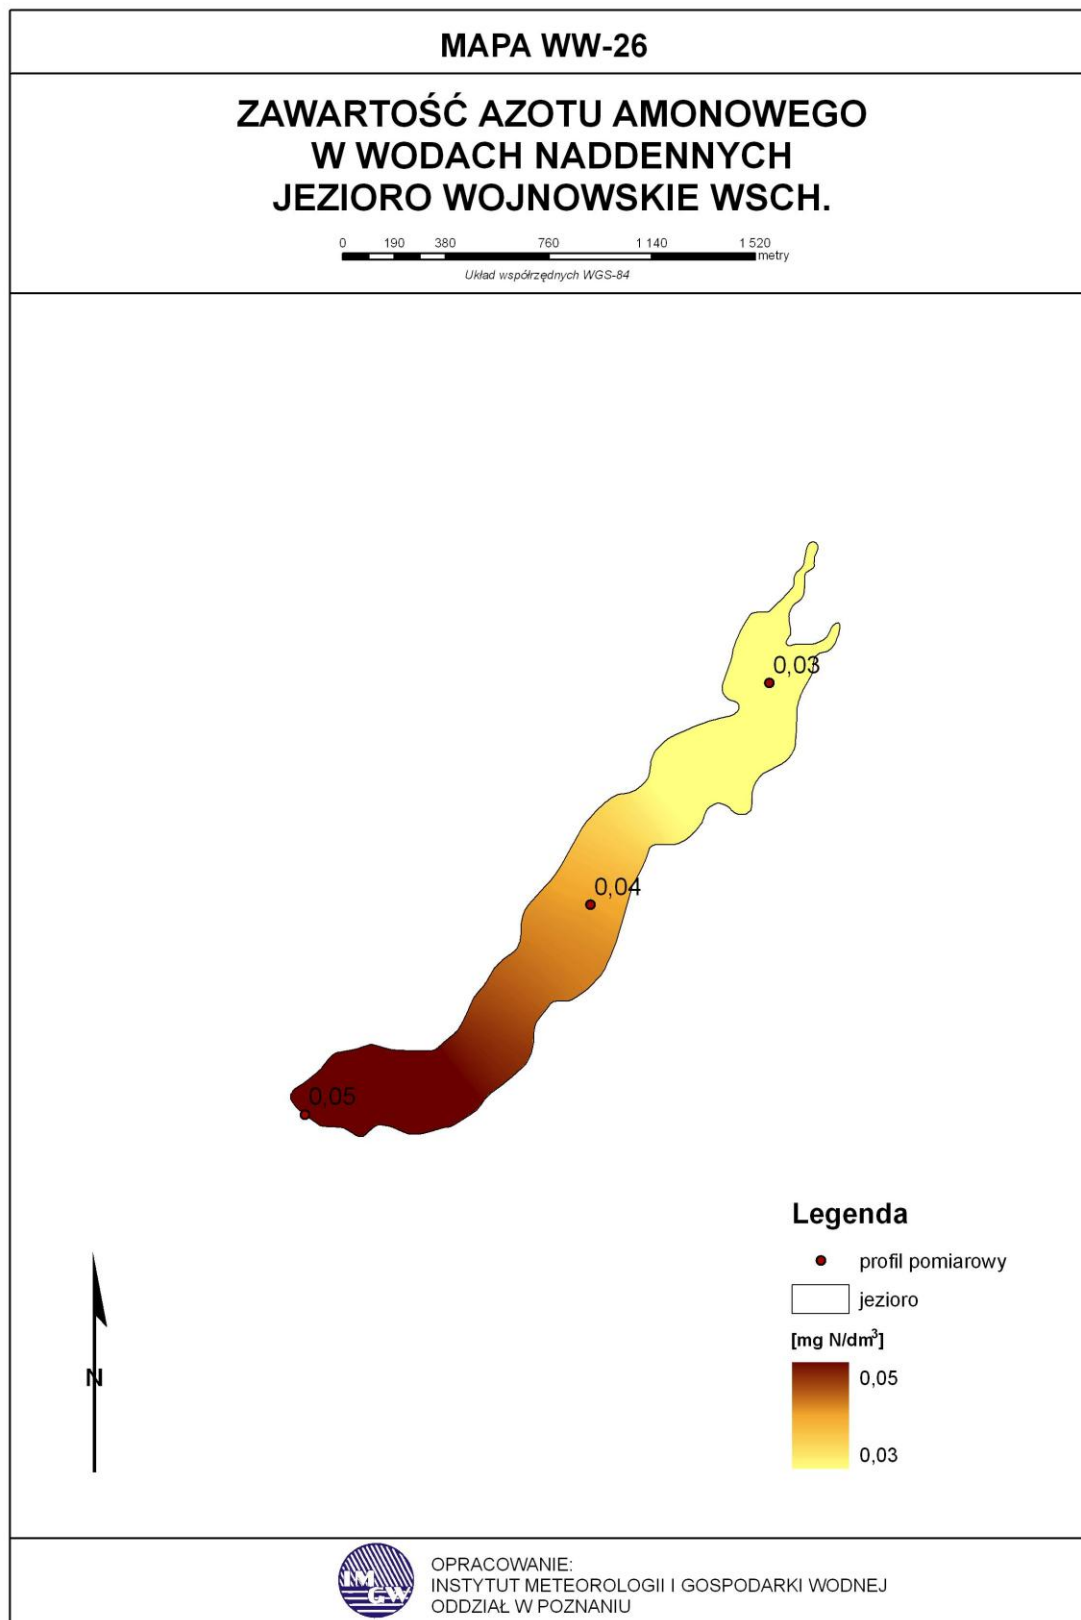 MAPA WW-26
ZAWARTOŚĆ AZOTU AMONOWEGO
W WODACH NADDENNYCH
JEZIORO WOJNOWSKIE WSCH.
0 190 380 760 1 140 1 520
metry
Układ współrzędnych WGS-84
0,03
0,04
0,05
Legenda
profil pomiarowy
jezioro
[mg N/dm³]
0,05
0,03
N
IM
GW
OPRACOWANIE:
INSTYTUT METEOROLOGII I GOSPODARKI WODNEJ
ODDZIAŁ W POZNANIU